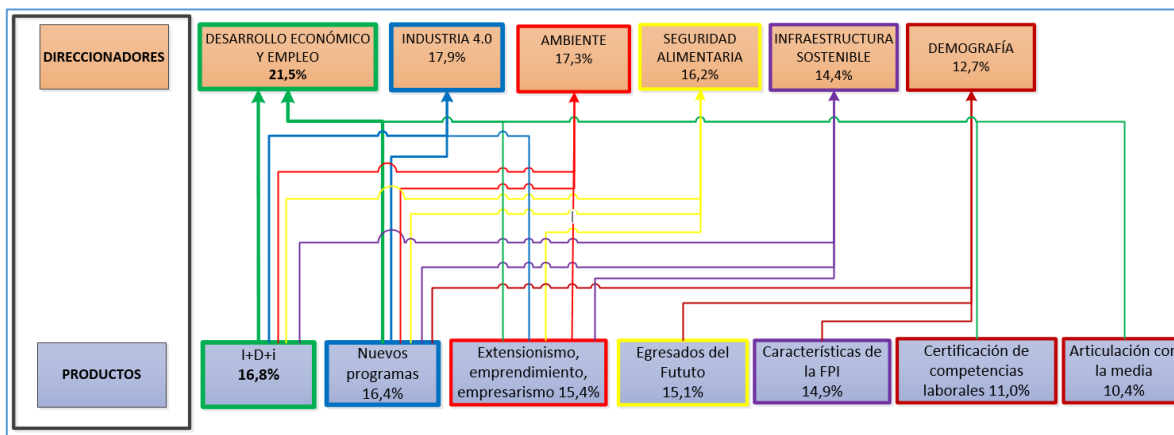 DIRECCIONADORES
DESARROLLO ECONÓMICO
Y EMPLEO
21,5%
INDUSTRIA 4.0
17,9%
AMBIENTE
17,3%
SEGURIDAD
ALIMENTARIA
16,2%
INFRAESTRUCTURA
SOSTENIBLE
14,4%
DEMOGRAFÍA
12,7%
PRODUCTOS
I+D+i
16,8%
Nuevos
programas
16,4%
Extensionismo,
emprendimiento,
empresarismo 15,4%
Egresados del
Fututo
15,1%
Características de
la FPI
14,9%
Certificación de
competencias
laborales 11,0%
Articulación con
la media
10,4%